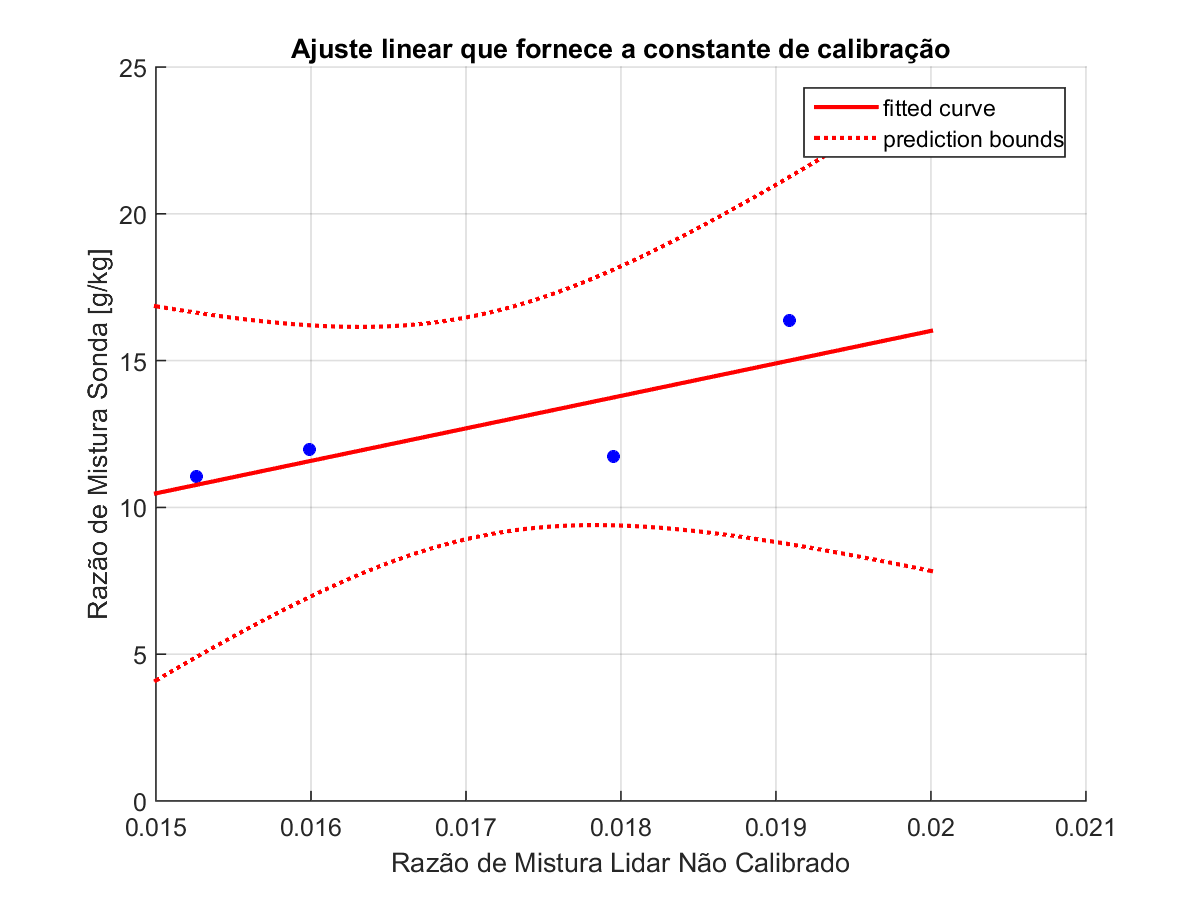 Ajuste linear que fornece a constante de calibração
fitted curve
prediction bounds
25
20
15
10
5
0
Razão de Mistura Sonda [g/kg]
0.015 0.016 0.017 0.018 0.019 0.02 0.021
Razão de Mistura Lidar Não Calibrado